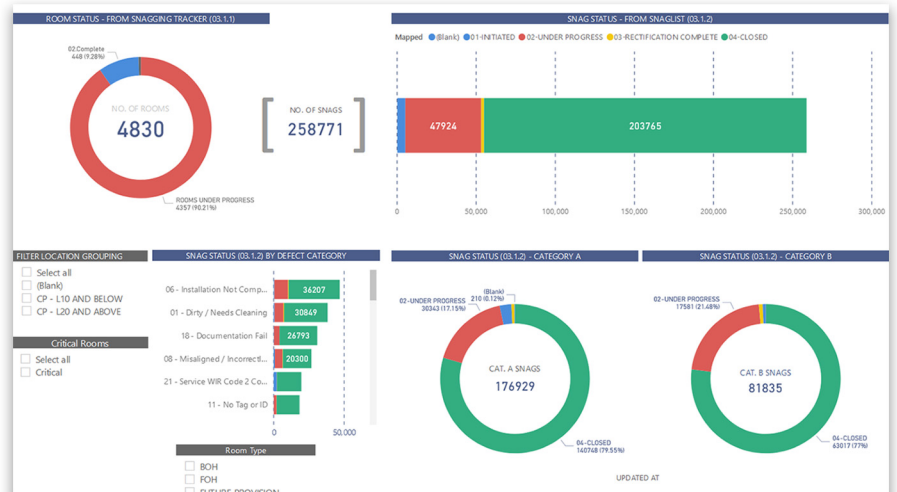 ROOM STATUS - FROM SNAGGING TRACKER (03.1.1)
02.Complete
448 (9.28%)
NO. OF ROOMS
4830
ROOMS UNDER PROGRESS
4357 (90.21%)
NO. OF SNAGS
258771
SNAG STATUS - FROM SNAGLIST (03.1.2)
Mapped (Blank) 01-INITIATED 02-UNDER PROGRESS 03-RECTIFICATION COMPLETE 04-CLOSED
47924 203765
0 50,000 100,000 150,000 200,000 250,000 300,000
FILTER LOCATION GROUPING
Select all
(Blank)
CP - L10 AND BELOW
CP - L20 AND ABOVE
Critical Rooms
Select all
Critical
SNAG STATUS (03.1.2) BY DEFECT CATEGORY
06 - Installation Not Comp... 36207
01 - Dirty / Needs Cleaning 30849
18 - Documentation Fail 26793
08 - Misaligned / Incorrectl... 20300
21 - Service WIR Code 2 Co...
11 - No Tag or ID
0 50,000
Room Type
BOH
FOH
FUTURE PROVISION
SNAG STATUS (03.1.2) - CATEGORY A
(Blank)
210 (0.12%)
02-UNDER PROGRESS
30343 (17.15%)
CAT. A SNAGS
176929
04-CLOSED
140748 (79.55%)
SNAG STATUS (03.1.2) - CATEGORY B
02-UNDER PROGRESS
17581 (21.48%)
CAT. B SNAGS
81835
04-CLOSED
63017 (77%)
UPDATED AT